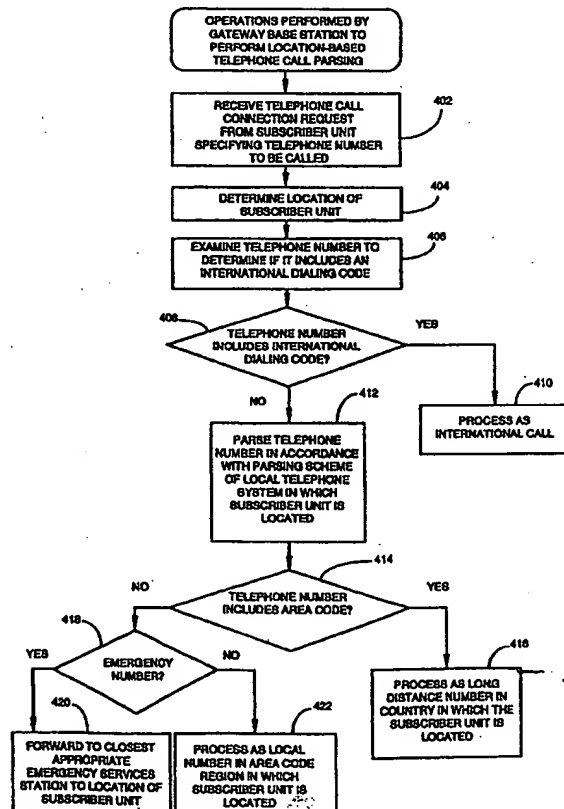 OPERATIONS PERFORMED BY
GATEWAY BASE STATION TO
PERFORM LOCATION-BASED
TELEPHONE CALL PARSING
402
RECEIVE TELEPHONE CALL
CONNECTION REQUEST
FROM SUBSCRIBER UNIT
SPECIFYING TELEPHONE NUMBER
TO BE CALLED
404
DETERMINE LOCATION OF
SUBSCRIBER UNIT
406
EXAMINE TELEPHONE NUMBER TO
DETERMINE IF IT INCLUDES AN
INTERNATIONAL DIALING CODE
408
TELEPHONE NUMBER
INCLUDES INTERNATIONAL
DIALING CODE?
YES
NO
410
PROCESS AS
INTERNATIONAL CALL
412
PARSE TELEPHONE
NUMBER IN ACCORDANCE
WITH PARSING SCHEME
OF LOCAL TELEPHONE
SYSTEM IN WHICH
SUBSCRIBER UNIT IS
LOCATED
414
TELEPHONE NUMBER
INCLUDES AREA CODE?
NO
YES
416
PROCESS AS LONG
DISTANCE NUMBER IN
COUNTRY IN WHICH THE
SUBSCRIBER UNIT IS
LOCATED
418
EMERGENCY
NUMBER?
YES
NO
420
FORWARD TO CLOSEST
APPROPRIATE
EMERGENCY SERVICES
STATION TO LOCATION OF
SUBSCRIBER UNIT
422
PROCESS AS LOCAL
NUMBER IN AREA CODE
REGION IN WHICH
SUBSCRIBER UNIT IS
LOCATED